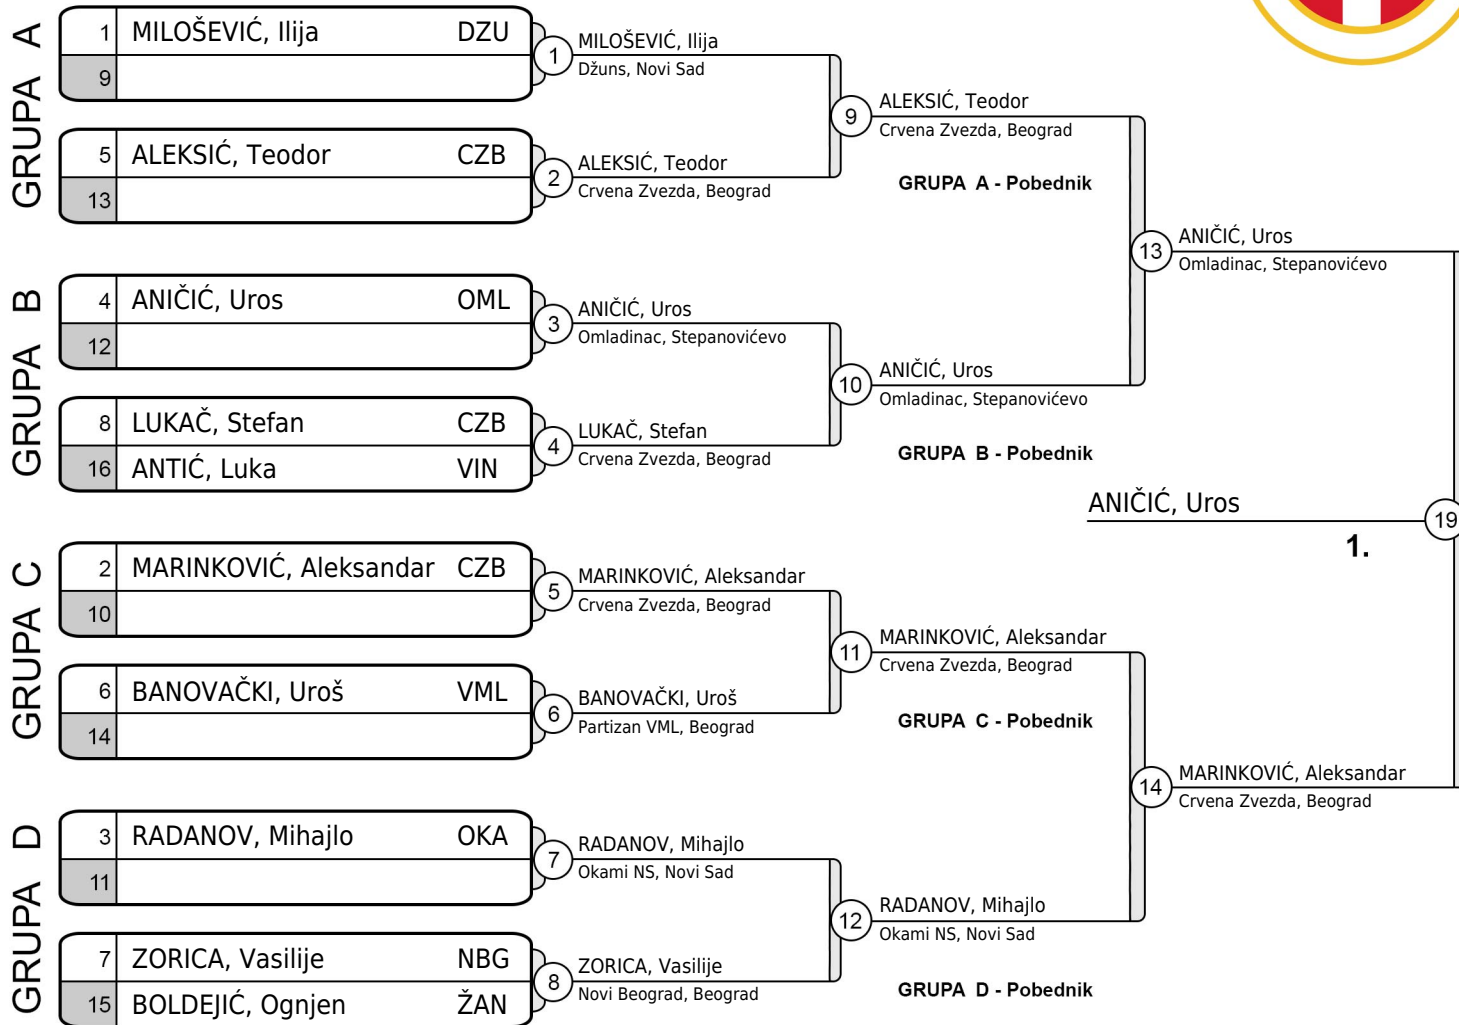 GRUPA A
1 MILOŠEVIĆ, Ilija DZU
9
5 ALEKSIĆ, Teodor CZB
13
GRUPA B
4 ANIČIĆ, Uros OML
12
8 LUKAČ, Stefan CZB
16 ANTIĆ, Luka VIN
GRUPA C
2 MARINKOVIĆ, Aleksandar CZB
10
6 BANOVAČKI, Uroš VML
14
GRUPA D
3 RADANOV, Mihajlo OKA
11
7 ZORICA, Vasilije NBG
15 BOLDEJIĆ, Ognjen ŽAN
1 MILOŠEVIĆ, Ilija
Džuns, Novi Sad
2 ALEKSIĆ, Teodor
Crvena Zvezda, Beograd
3 ANIČIĆ, Uros
Omladinac, Stepanovićevo
4 LUKAČ, Stefan
Crvena Zvezda, Beograd
5 MARINKOVIĆ, Aleksandar
Crvena Zvezda, Beograd
6 BANOVAČKI, Uroš
Partizan VML, Beograd
7 RADANOV, Mihajlo
Okami NS, Novi Sad
8 ZORICA, Vasilije
Novi Beograd, Beograd
9 ALEKSIĆ, Teodor
Crvena Zvezda, Beograd
GRUPA A - Pobednik
10 ANIČIĆ, Uros
Omladinac, Stepanovićevo
GRUPA B - Pobednik
11 MARINKOVIĆ, Aleksandar
Crvena Zvezda, Beograd
GRUPA C - Pobednik
12 RADANOV, Mihajlo
Okami NS, Novi Sad
GRUPA D - Pobednik
13 ANIČIĆ, Uros
Omladinac, Stepanovićevo
14 MARINKOVIĆ, Aleksandar
Crvena Zvezda, Beograd
ANIČIĆ, Uros 19
1.